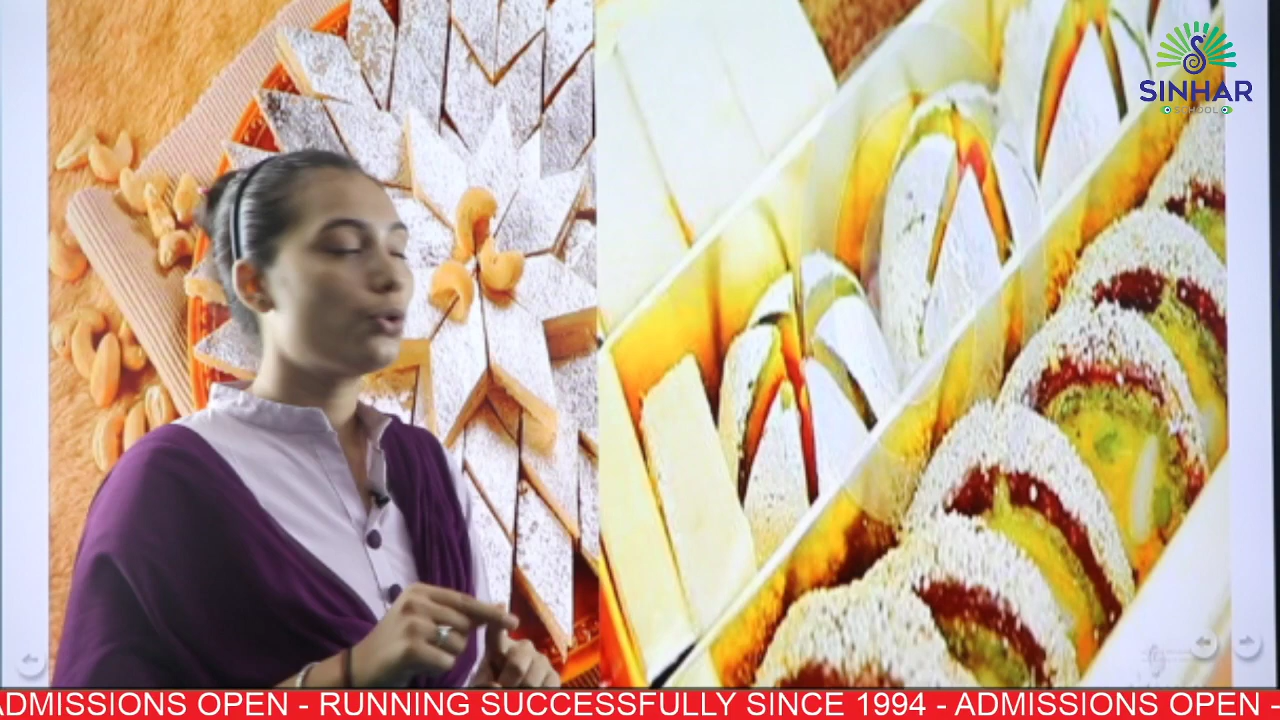 SINHAR
SCHOOL
ADMISSIONS OPEN - RUNNING SUCCESSFULLY SINCE 1994 - ADMISSIONS OPEN -